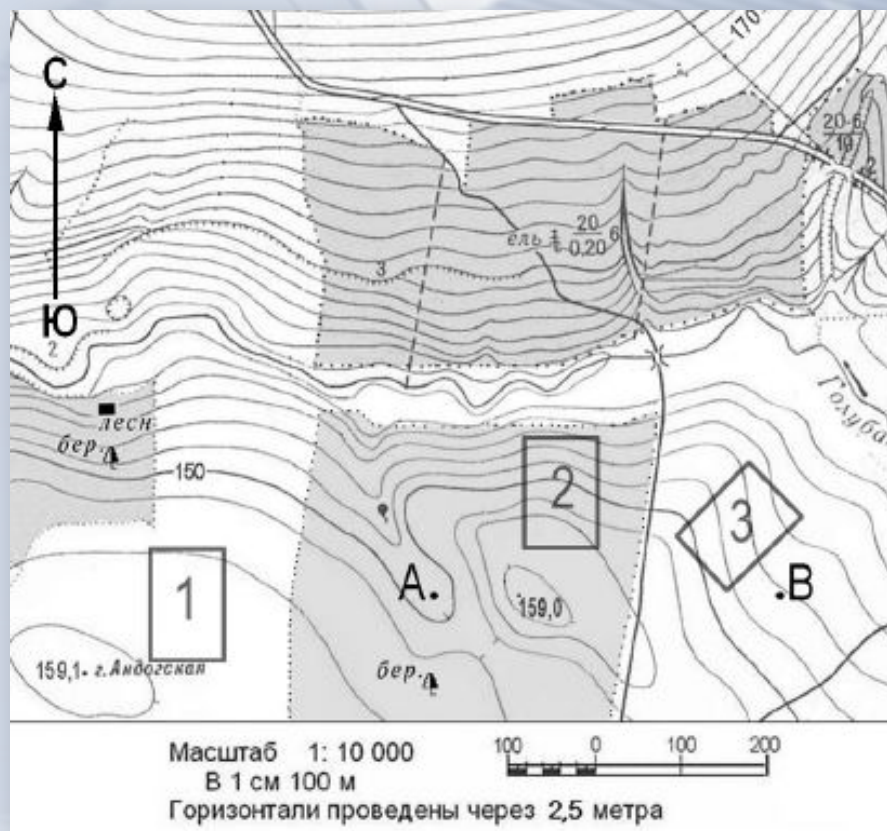 С
170
20 6
19
2
ель 20 6
0,20
3
Ю
2
лесн
бер.
Голуба
150
2
3
1
А.
.В
159,0
159,1. г. Андогская
бер.
Масштаб 1: 10 000
В 1 см 100 м
Горизонтали проведены через 2,5 метра
100 0 100 200